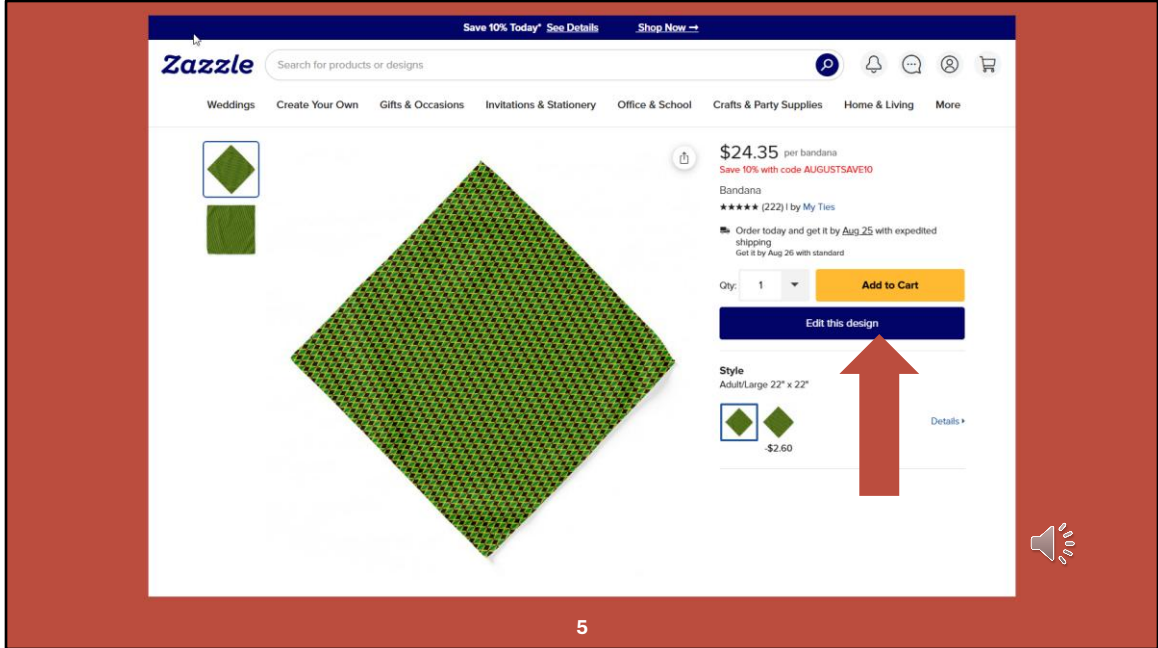 Save 10% Today* See Details Shop Now →
Zazzle Search for products or designs
Weddings Create Your Own Gifts & Occasions Invitations & Stationery Office & School Crafts & Party Supplies Home & Living More
$24.35 per bandana
Save 10% with code AUGUSTSAVE10
Bandana
★★★★★ (222) | by My Ties
Order today and get it by Aug 25 with expedited
shipping
Get it by Aug 26 with standard
Qty: 1 Add to Cart
Edit this design
Style
Adult/Large 22" x 22"
Details
-$2.60
5